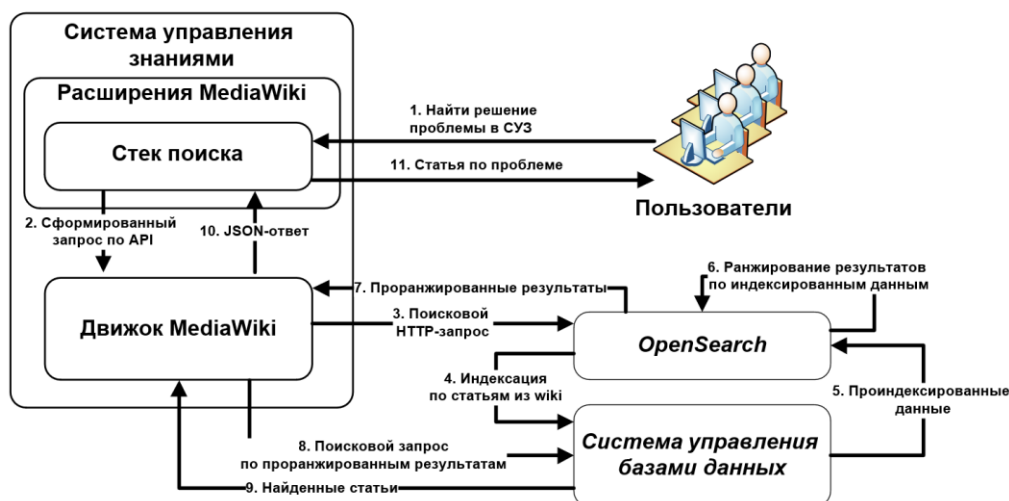 Система управления
знаниями
Расширения MediaWiki
Стек поиска
1. Найти решение
проблемы в СУЗ
11. Статья по проблеме
Пользователи
2. Сформированный
запрос по API
10. JSON-ответ
Движок MediaWiki
7. Проранжированные результаты
3. Поисковой
HTTP-запрос
6. Ранжирование результатов
по индексированным данным
OpenSearch
4. Индексация
по статьям из wiki
5. Проиндексированные
данные
8. Поисковой запрос
по проранжированным результатам
9. Найденные статьи
Система управления
базами данных